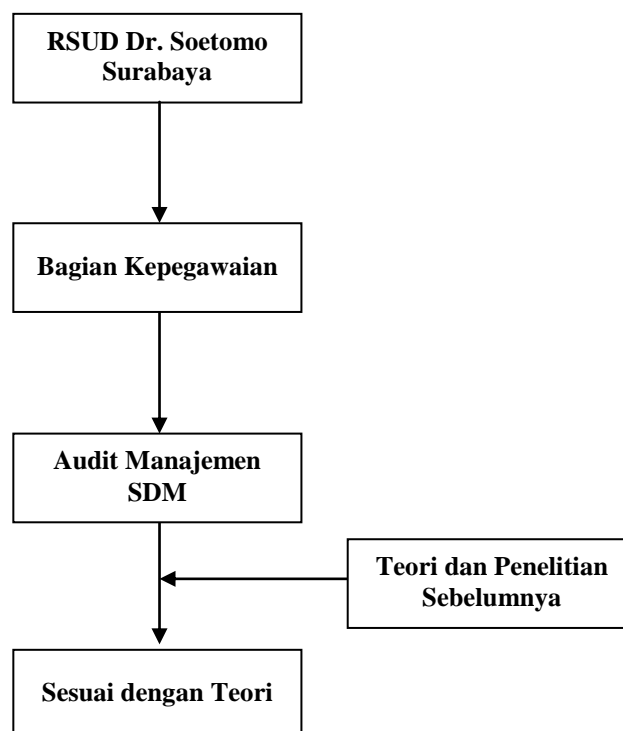 RSUD Dr. Soetomo
Surabaya
Bagian Kepegawaian
Audit Manajemen
SDM
Teori dan Penelitian
Sebelumnya
Sesuai dengan Teori